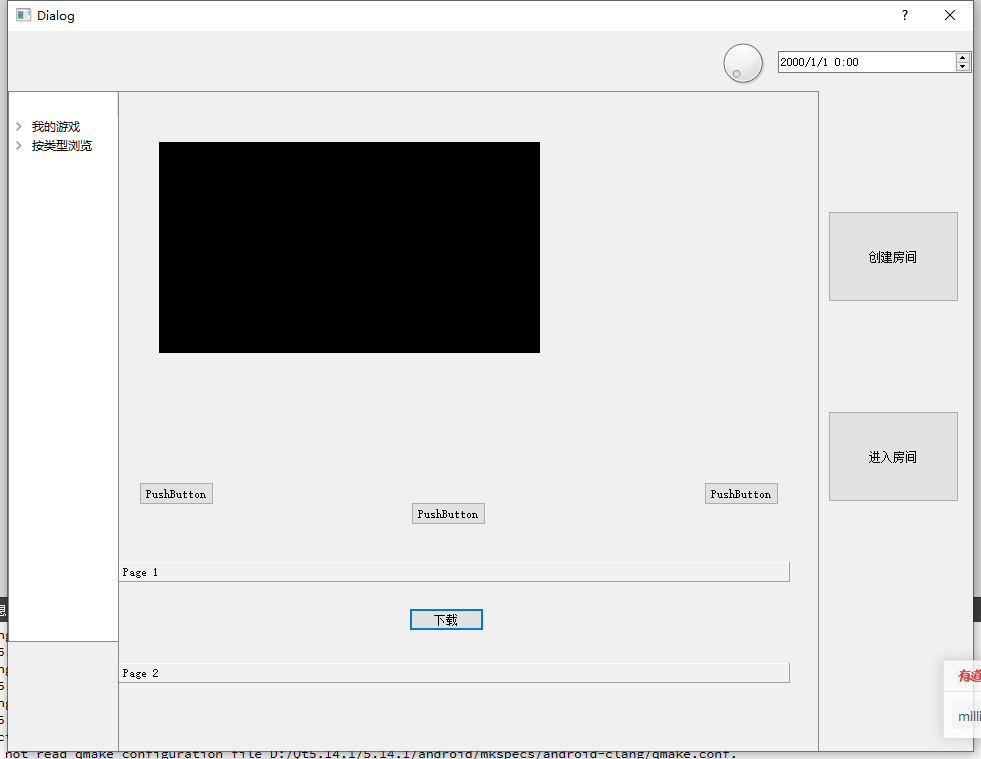 Dialog
?
2000/1/1 0:00
我的游戏
按类型浏览
创建房间
进入房间
PushButton
PushButton
PushButton
Page 1
下载
Page 2
有道
milli
not read qmake configuration file D:/Qt5.14.1/5.14.1/android/mkspecs/android-clang/qmake.conf.